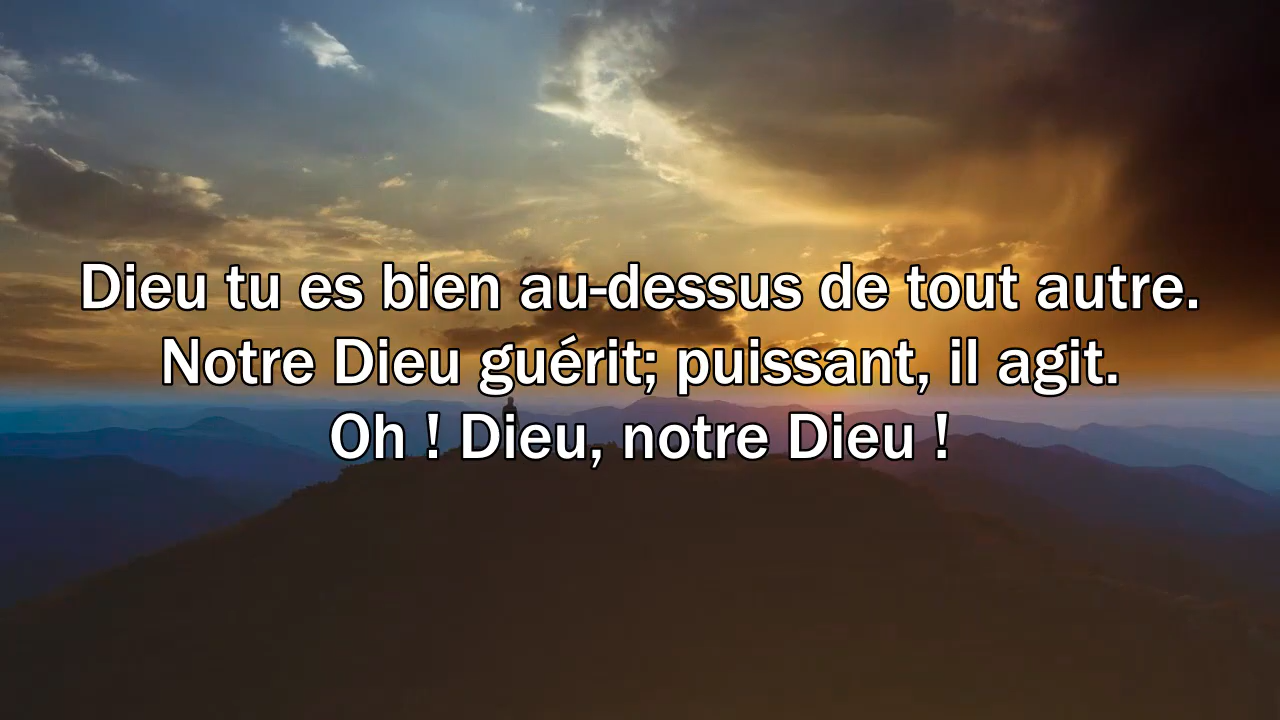 Dieu tu es bien au-dessus de tout autre.
Notre Dieu guérit; puissant, il agit.
Oh ! Dieu, notre Dieu !